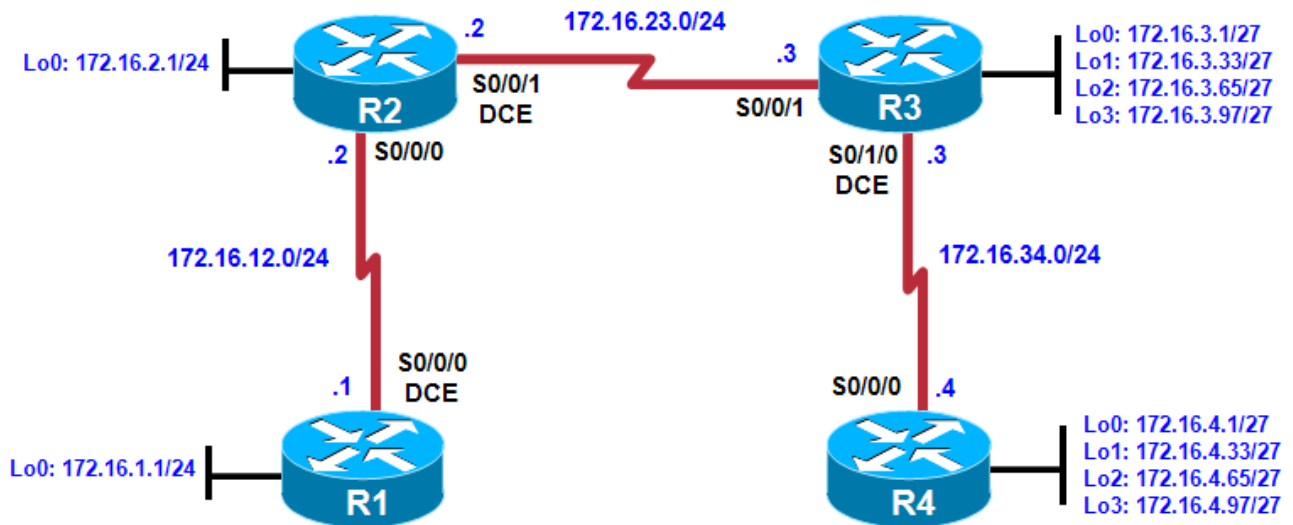 172.16.23.0/24
Lo0: 172.16.2.1/24
.2
S0/0/1
DCE
R2
.2
S0/0/0
.3
S0/0/1
R3
Lo0: 172.16.3.1/27
Lo1: 172.16.3.33/27
Lo2: 172.16.3.65/27
Lo3: 172.16.3.97/27
S0/1/0
DCE
.3
172.16.12.0/24
172.16.34.0/24
S0/0/0
DCE
.1
Lo0: 172.16.1.1/24
R1
S0/0/0
.4
R4
Lo0: 172.16.4.1/27
Lo1: 172.16.4.33/27
Lo2: 172.16.4.65/27
Lo3: 172.16.4.97/27